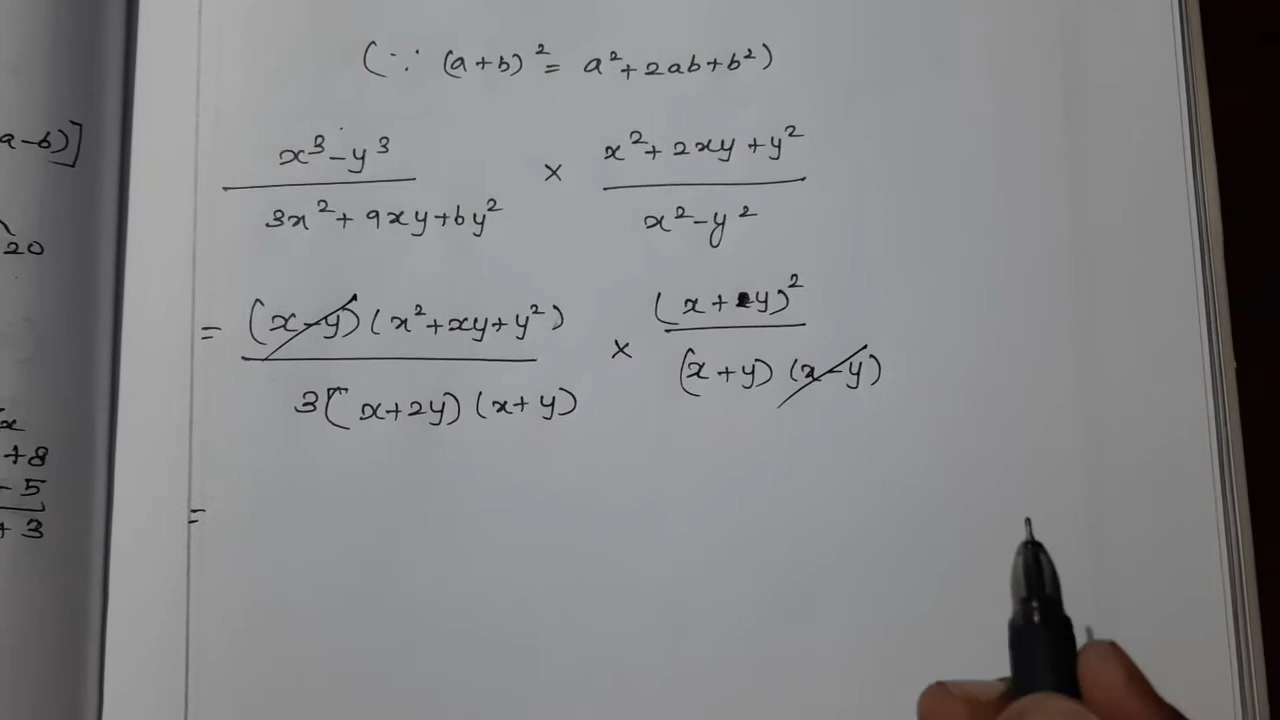 (∵ (a+b)² = a²+2ab+b²)
a-b)]
x³-y³ / 3x²+9xy+6y² × x²+2xy+y² / x²-y²
20
= (x-y)(x²+xy+y²) / 3[(x+2y)(x+y) × (x+y)² / (x+y)(x-y)
x
+8
- 5
+ 3
=